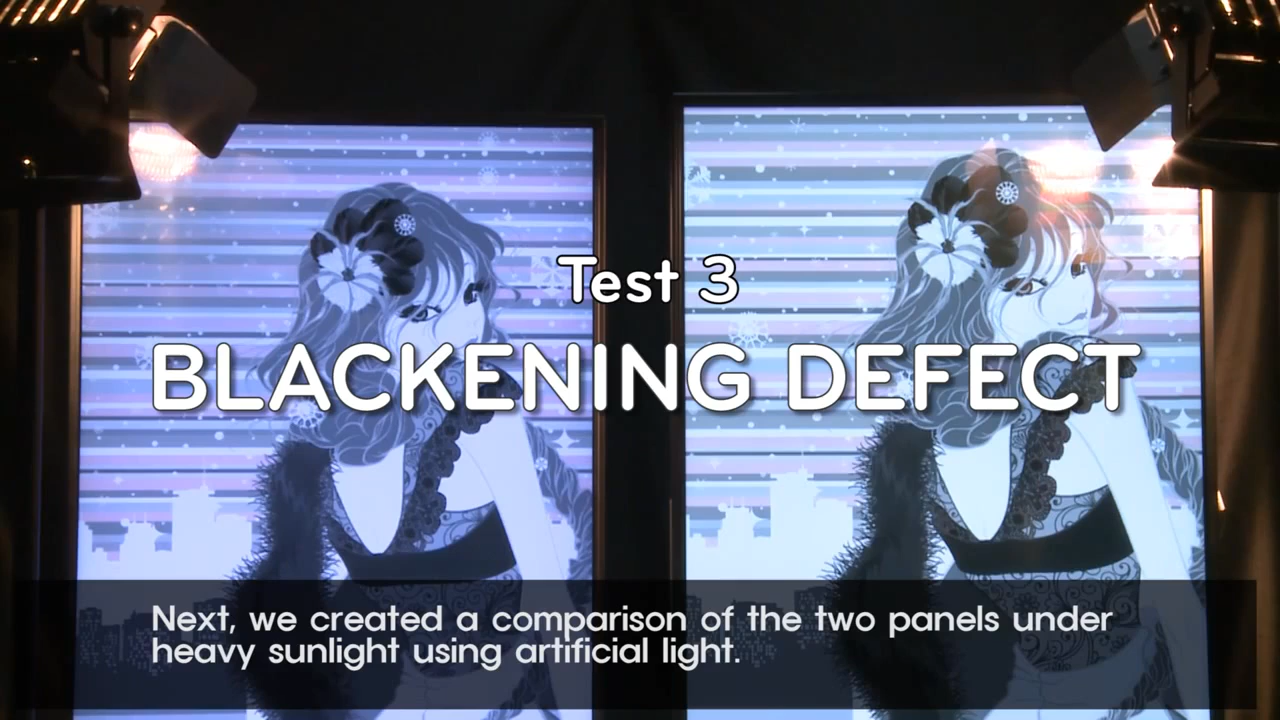 Test 3
BLACKENING DEFECT
Next, we created a comparison of the two panels under
heavy sunlight using artificial light.